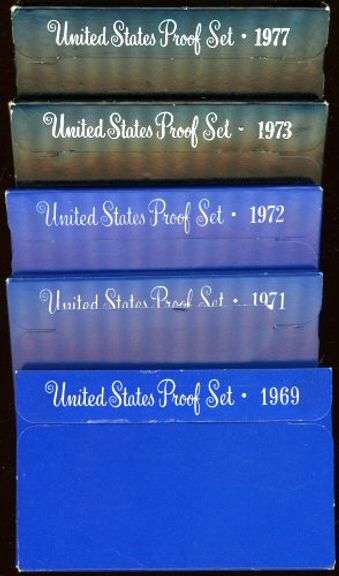 United States Proof Set • 1977
United States Proof Set - 1973
United States Proof Set • 1972
United States Proof Set • 1971
United States Proof Set • 1969